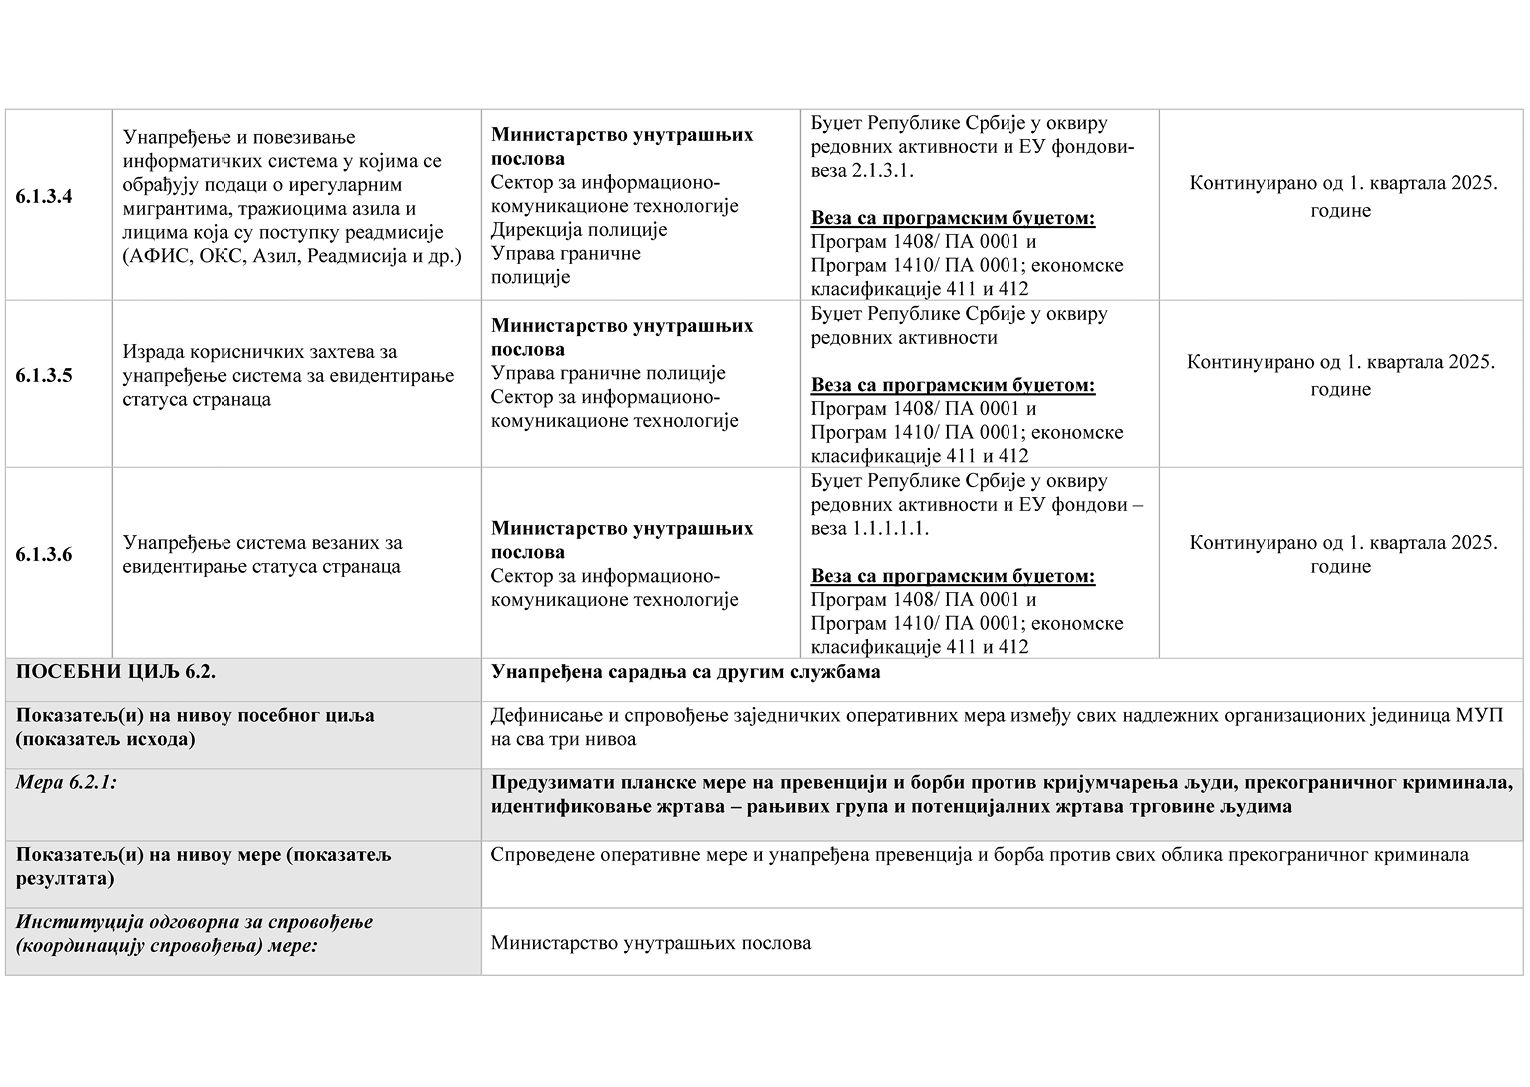 6.1.3.4
Унапређење и повезивање
информатичких система у којима се
обрађују подаци о ирегуларним
мигрантима, тражиоцима азила и
лицима која су поступку реадмисије
(АФИС, ОКС, Азил, Реадмисија и др.)
Министарство унутрашњих
послова
Сектор за информационо-
комуникационе технологије
Дирекција полиције
Управа граничне
полиције
Буџет Републике Србије у оквиру
редовних активности и ЕУ фондови-
веза 2.1.3.1.
Веза са програмским буџетом:
Програм 1408/ ПА 0001 и
Програм 1410/ ПА 0001; економске
класификације 411 и 412
Континуирано од 1. квартала 2025.
године
6.1.3.5
Израда корисничких захтева за
унапређење система за евидентирање
статуса странаца
Министарство унутрашњих
послова
Управа граничне полиције
Сектор за информационо-
комуникационе технологије
Буџет Републике Србије у оквиру
редовних активности
Веза са програмским буџетом:
Програм 1408/ ПА 0001 и
Програм 1410/ ПА 0001; економске
класификације 411 и 412
Континуирано од 1. квартала 2025.
године
6.1.3.6
Унапређење система везаних за
евидентирање статуса странаца
Министарство унутрашњих
послова
Сектор за информационо-
комуникационе технологије
Буџет Републике Србије у оквиру
редовних активности и ЕУ фондови –
веза 1.1.1.1.1.
Веза са програмским буџетом:
Програм 1408/ ПА 0001 и
Програм 1410/ ПА 0001; економске
класификације 411 и 412
Континуирано од 1. квартала 2025.
године
ПОСЕБНИ ЦИЉ 6.2.
Унапређена сарадња са другим службама
Показатељ(и) на нивоу посебног циља
(показатељ исхода)
Дефинисање и спровођење заједничких оперативних мера између свих надлежних организационих јединица МУП
на сва три нивоа
Мера 6.2.1:
Предузимати планске мере на превенцији и борби против кријумчарења људи, прекограничног криминала,
идентификовање жртава – рањивих група и потенцијалних жртава трговине људима
Показатељ(и) на нивоу мере (показатељ
резултата)
Спроведене оперативне мере и унапређена превенција и борба против свих облика прекограничног криминала
Институција одговорна за спровођење
(координацију спровођења) мере:
Министарство унутрашњих послова